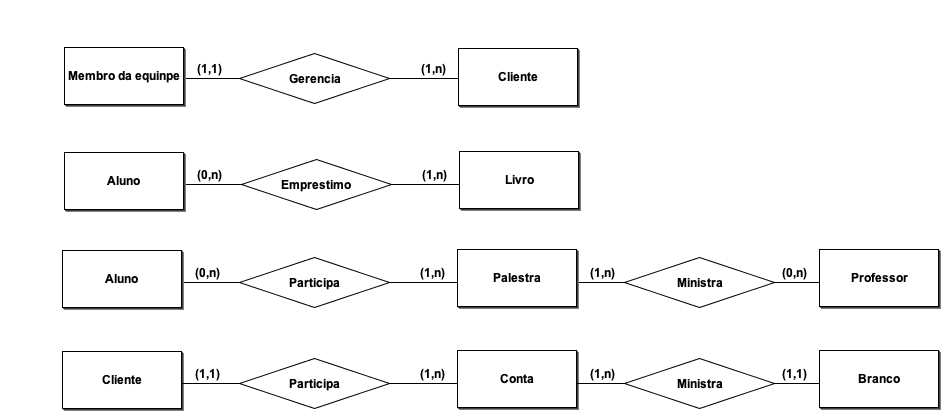 Membro da equinpe (1,1) Gerencia (1,n) Cliente
Aluno (0,n) Emprestimo (1,n) Livro
Aluno (0,n) Participa (1,n) Palestra (1,n) Ministra (0,n) Professor
Cliente (1,1) Participa (1,n) Conta (1,n) Ministra (1,1) Branco